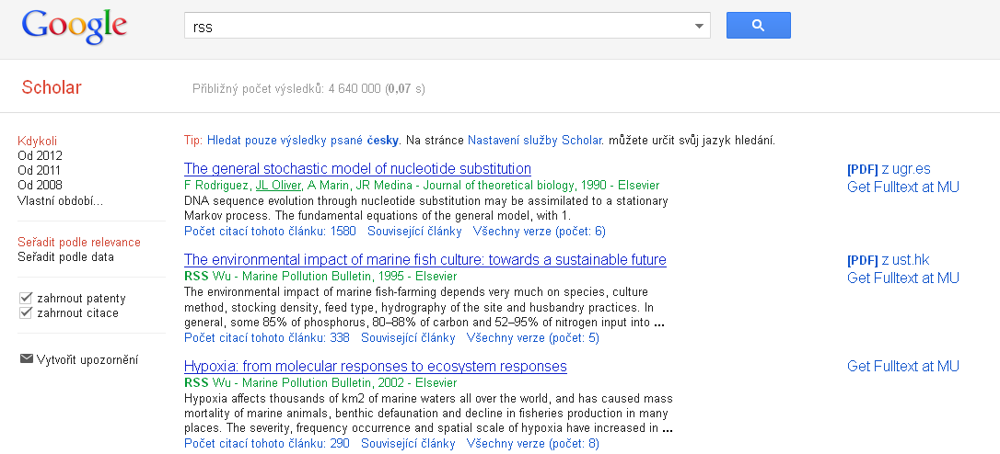 Google
rss
Scholar
Přibližný počet výsledků: 4 640 000 (0,07 s)
Kdykoli
Od 2012
Od 2011
Od 2008
Vlastní období...
Seřadit podle relevance
Seřadit podle data
zahrnout patenty
zahrnout citace
Vytvořit upozornění
Tip: Hledat pouze výsledky psané česky. Na stránce Nastavení služby Scholar. můžete určit svůj jazyk hledání.
The general stochastic model of nucleotide substitution
F Rodriguez, JL Oliver, A Marin, JR Medina - Journal of theoretical biology, 1990 - Elsevier
DNA sequence evolution through nucleotide substitution may be assimilated to a stationary
Markov process. The fundamental equations of the general model, with 1.
Počet citací tohoto článku: 1580 Související články Všechny verze (počet: 6)
[PDF] z ugr.es
Get Fulltext at MU
The environmental impact of marine fish culture: towards a sustainable future
RSS Wu - Marine Pollution Bulletin, 1995 - Elsevier
The environmental impact of marine fish-farming depends very much on species, culture
method, stocking density, feed type, hydrography of the site and husbandry practices. In
general, some 85% of phosphorus, 80–88% of carbon and 52–95% of nitrogen input into ...
Počet citací tohoto článku: 338 Související články Všechny verze (počet: 5)
[PDF] z ust.hk
Get Fulltext at MU
Hypoxia: from molecular responses to ecosystem responses
RSS Wu - Marine Pollution Bulletin, 2002 - Elsevier
Hypoxia affects thousands of km2 of marine waters all over the world, and has caused mass
mortality of marine animals, benthic defaunation and decline in fisheries production in many
places. The severity, frequency occurrence and spatial scale of hypoxia have increased in ...
Počet citací tohoto článku: 290 Související články Všechny verze (počet: 8)
Get Fulltext at MU